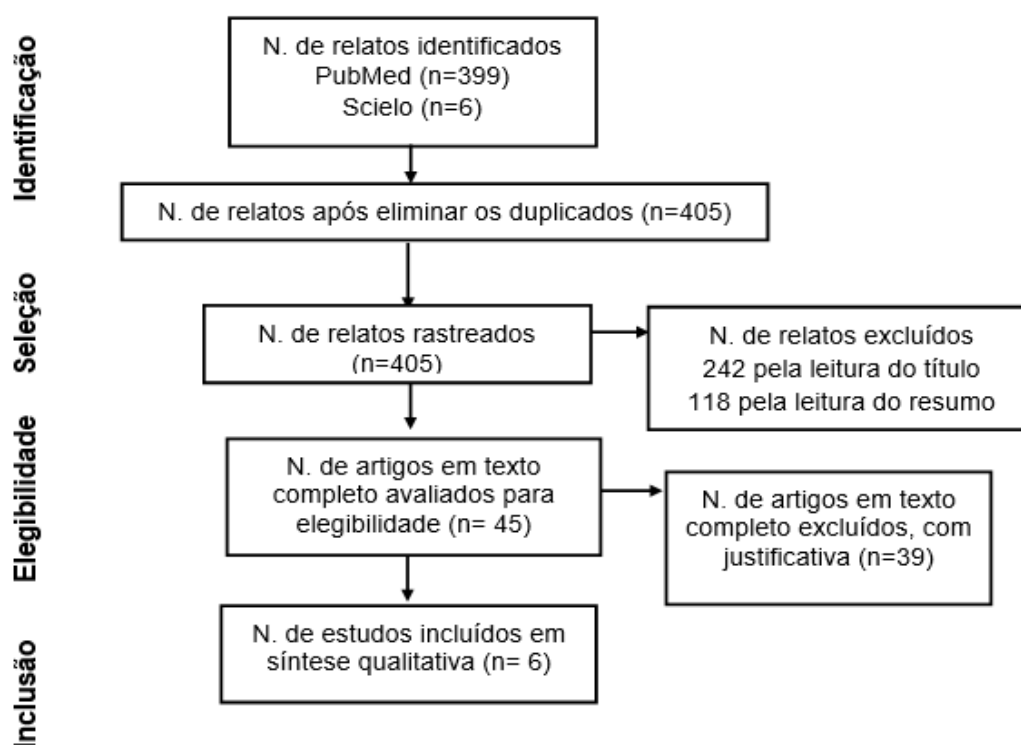 Identificação
N. de relatos identificados
PubMed (n=399)
Scielo (n=6)
N. de relatos após eliminar os duplicados (n=405)
Seleção
N. de relatos rastreados
(n=405)
N. de relatos excluídos
242 pela leitura do título
118 pela leitura do resumo
Elegibilidade
N. de artigos em texto
completo avaliados para
elegibilidade (n= 45)
N. de artigos em texto
completo excluídos, com
justificativa (n=39)
Inclusão
N. de estudos incluídos em
síntese qualitativa (n= 6)